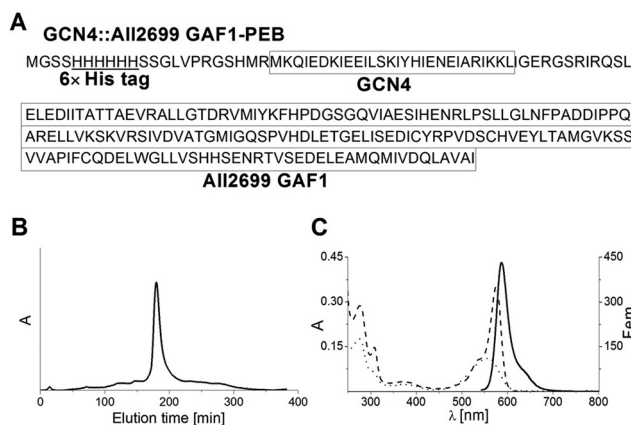 A
GCN4::All2699 GAF1-PEB
MGSSHHHHHHSSGLVPRGSHMRMKQIEDKIEEILSKIYHIENEIARIKKLIGERGSRIRQSL
6× His tag
GCN4
ELEDIITATTAEVRALLGTDRVMIYKFHPDGSGQVIAESIHENRLPSLLGLNFPADDIPPQ
ARELLVKSKVRSIVDVATGMIGQSPVHDLETGELISEDICYRPVDSCHVEYLTAMGVKSS
VVAPIFCQDELWGLLVSHHSENRTVSEDELEAMQMIVDQLAVAI
All2699 GAF1
B
A
0 100 200 300 400
Elution time [min]
C
0.45
0.30
0.15
A
450
300
150
Fem
300 400 500 600 700 800
λ [nm]